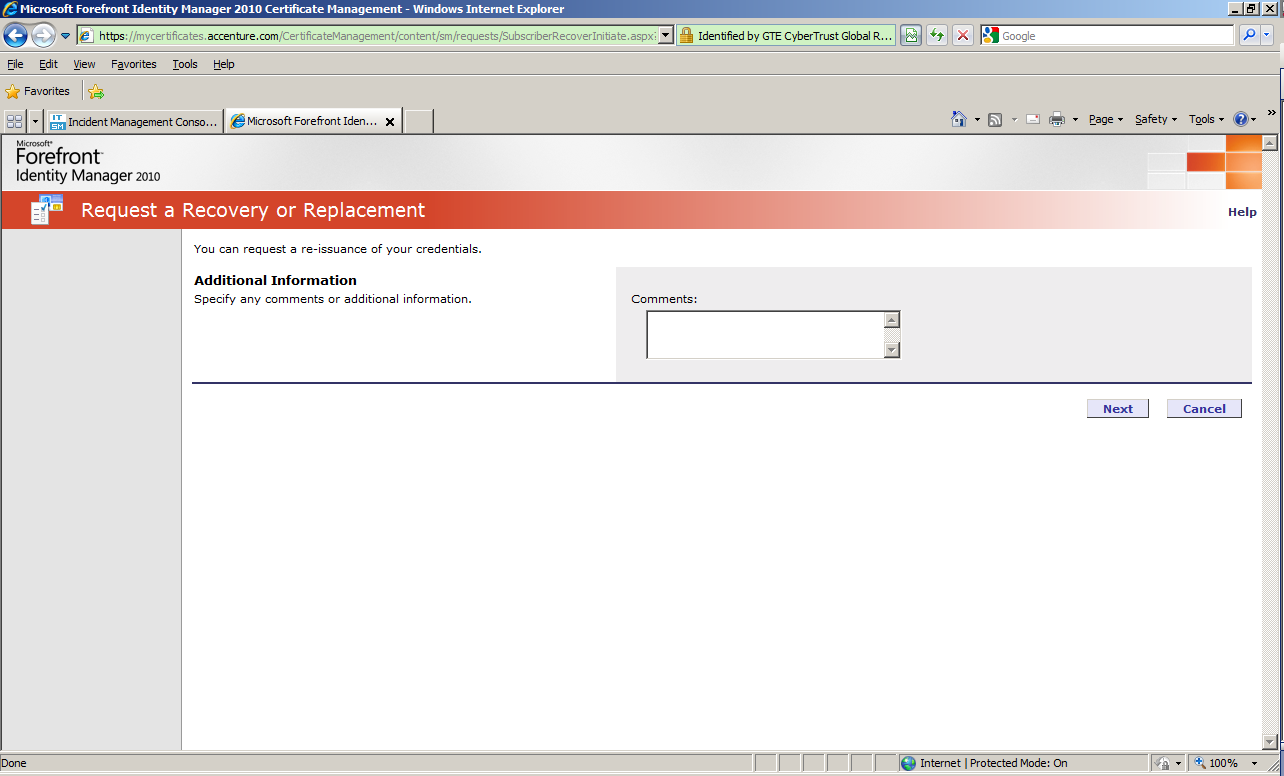 Microsoft Forefront Identity Manager 2010 Certificate Management - Windows Internet Explorer
https://mycertificates.accenture.com/CertificateManagement/content/sm/requests/SubscriberRecoverInitiate.aspx?
Identified by GTE CyberTrust Global R...
Google
File Edit View Favorites Tools Help
Favorites
IT SM Incident Management Conso...
Microsoft Forefront Iden...
Page Safety Tools
Microsoft®
Forefront™
Identity Manager 2010
Request a Recovery or Replacement
Help
You can request a re-issuance of your credentials.
Additional Information
Specify any comments or additional information.
Comments:
Next Cancel
Done
Internet | Protected Mode: On
100%